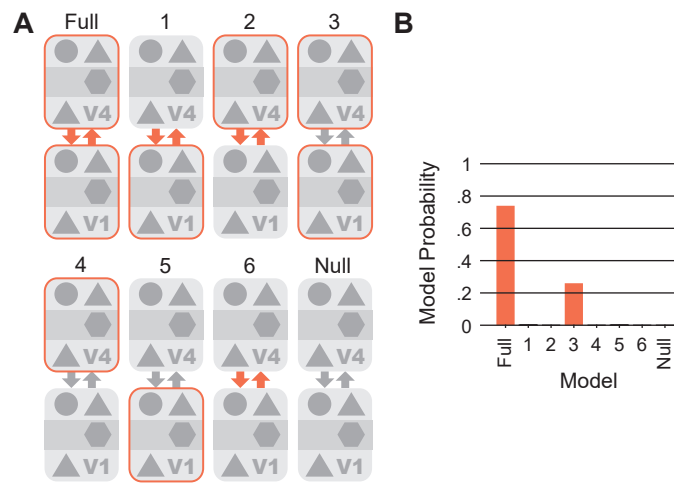 A
Full 1 2 3
V4 V4 V4 V4
V1 V1 V1 V1
4 5 6 Null
V4 V4 V4 V4
V1 V1 V1 V1
B
Model Probability
1
.8
.6
.4
.2
0
Full 1 2 3 4 5 6 Null
Model